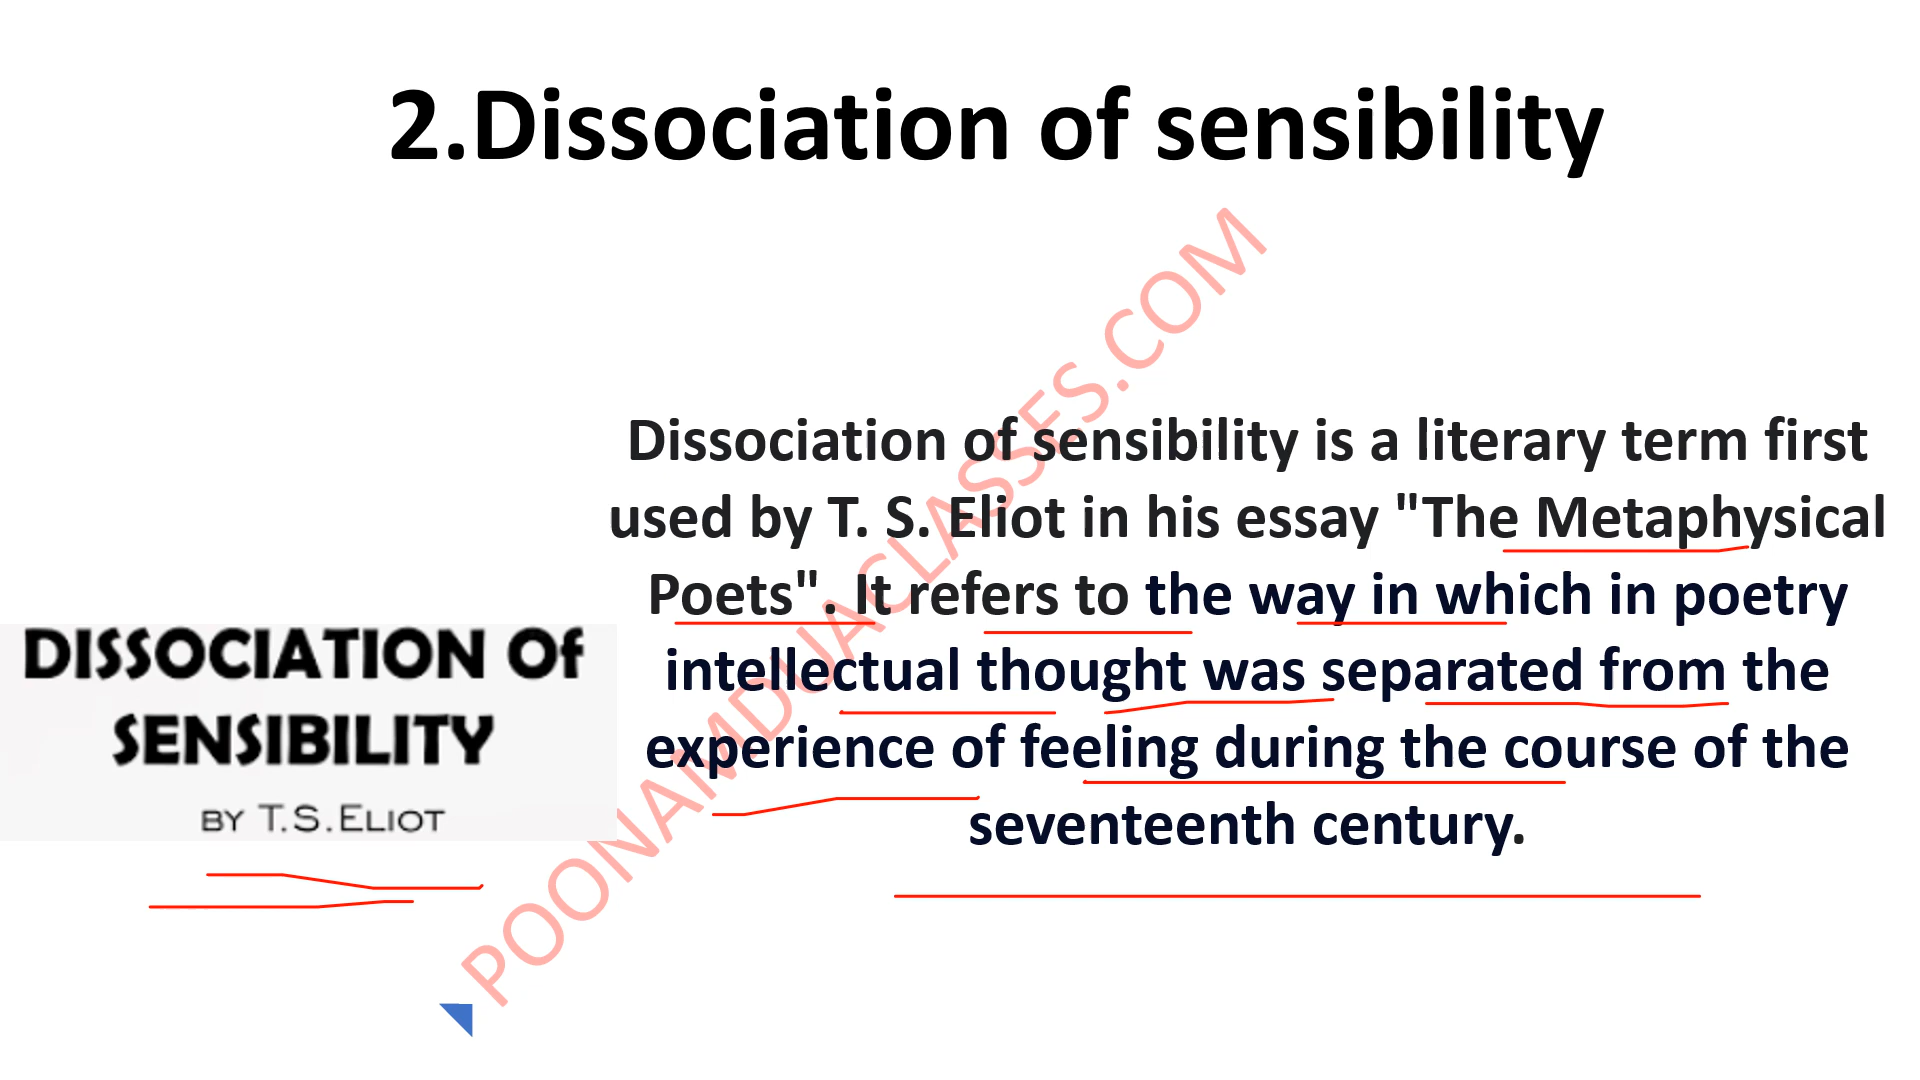 2.Dissociation of sensibility
Dissociation of sensibility is a literary term first
used by T. S. Eliot in his essay "The Metaphysical
Poets". It refers to the way in which in poetry
intellectual thought was separated from the
experience of feeling during the course of the
seventeenth century.
DISSOCIATION Of
SENSIBILITY
BY T.S.ELIOT
POONAMDUACLASSES.COM